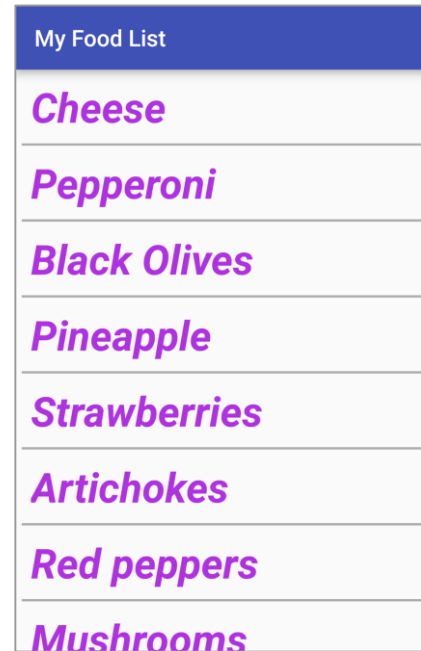 My Food List
Cheese
Pepperoni
Black Olives
Pineapple
Strawberries
Artichokes
Red peppers
Mushrooms